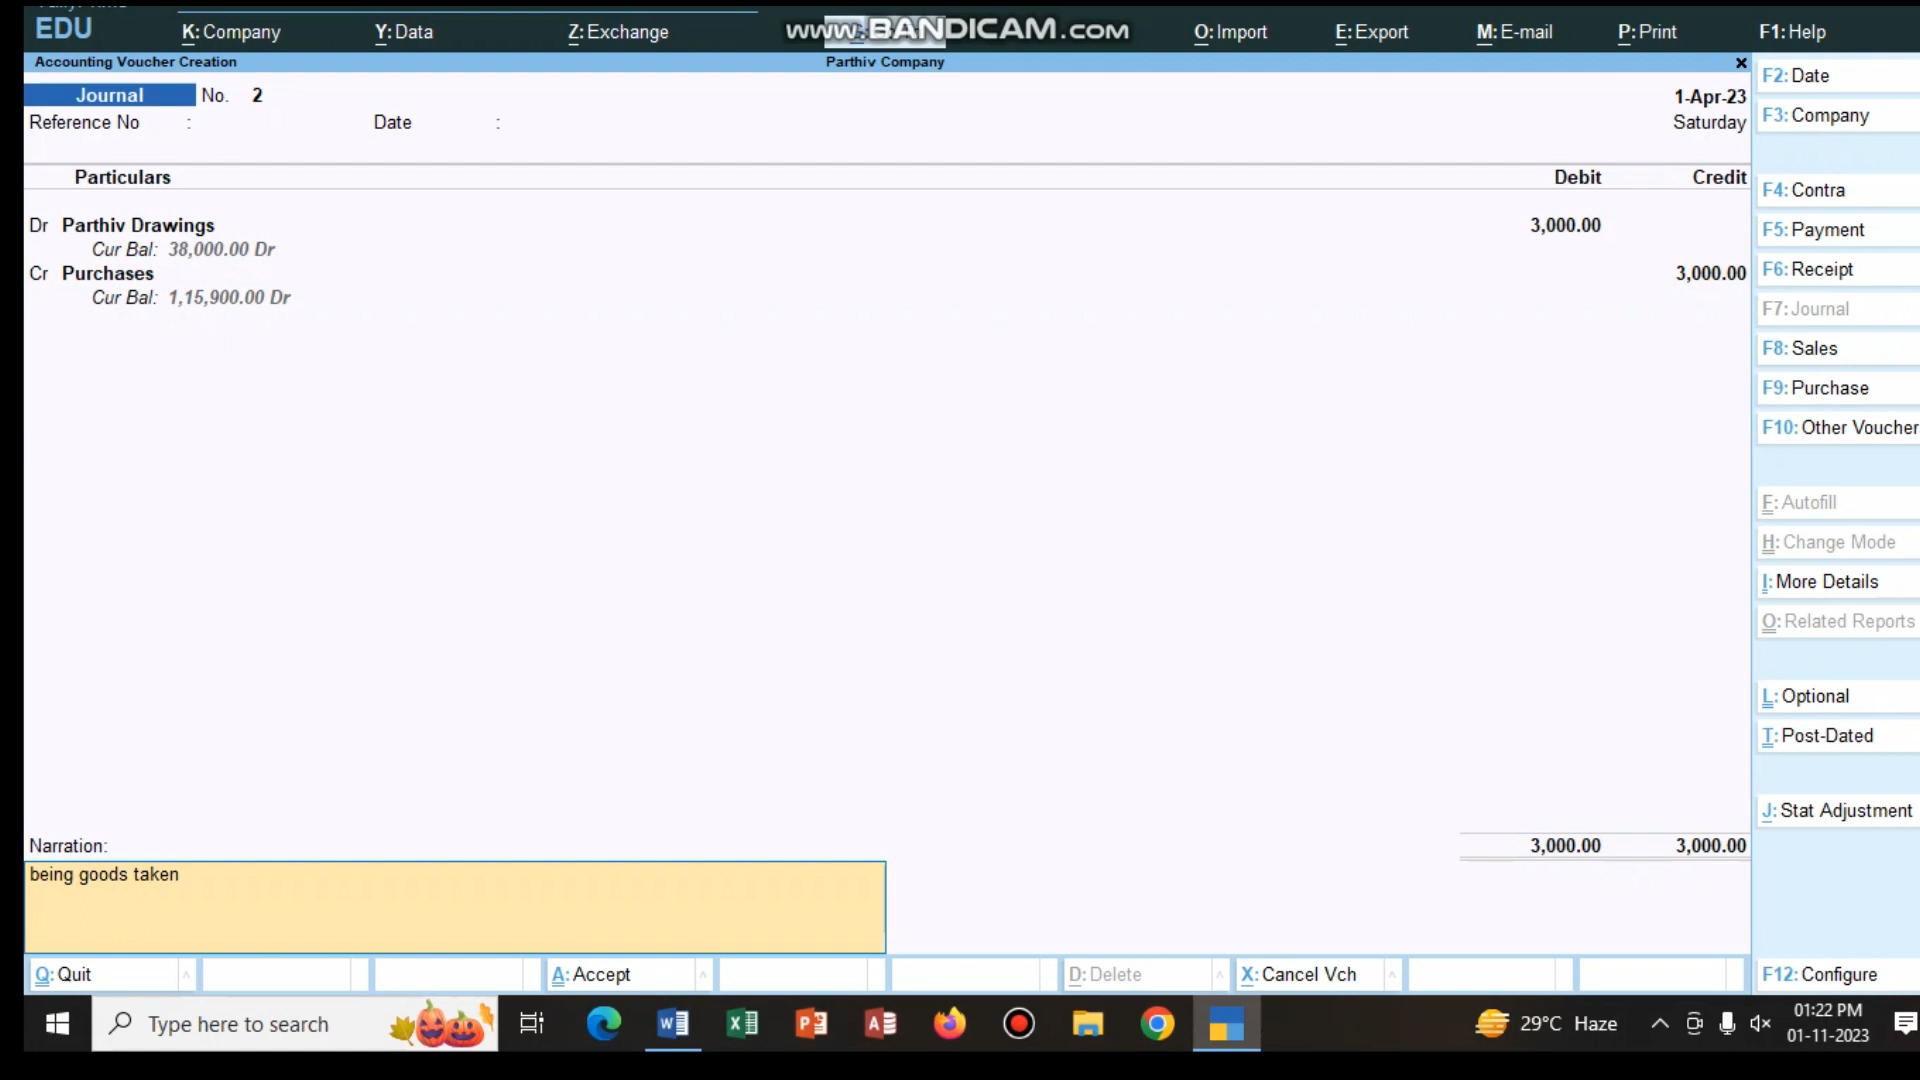 EDU
K: Company Y: Data Z: Exchange www.BANDICAM.com O: Import E: Export M: E-mail P: Print F1: Help
Accounting Voucher Creation Parthiv Company
Journal No. 2 1-Apr-23
Reference No : Date : Saturday
Particulars Debit Credit
Dr Parthiv Drawings 3,000.00
Cur Bal: 38,000.00 Dr
Cr Purchases 3,000.00
Cur Bal: 1,15,900.00 Dr
F2: Date
F3: Company
F4: Contra
F5: Payment
F6: Receipt
F7: Journal
F8: Sales
F9: Purchase
F10: Other Voucher
F: Autofill
H: Change Mode
I: More Details
O: Related Reports
L: Optional
T: Post-Dated
J: Stat Adjustment
Narration: 3,000.00 3,000.00
being goods taken
Q: Quit A: Accept D: Delete X: Cancel Vch F12: Configure
Type here to search 29°C Haze 01:22 PM
01-11-2023